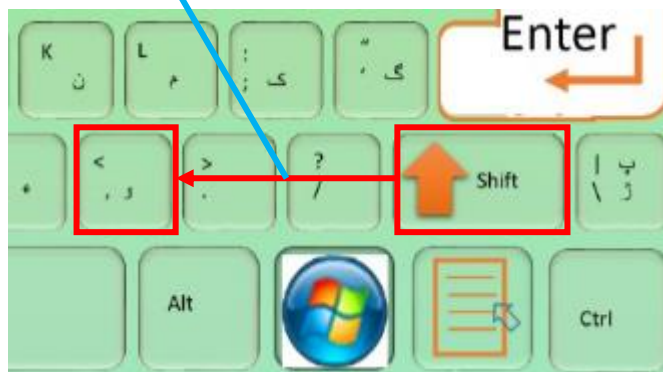 K ن L م : ; ک " ' گ Enter
ء < , و > . ? / Shift | \ پ ژ
Alt Ctrl